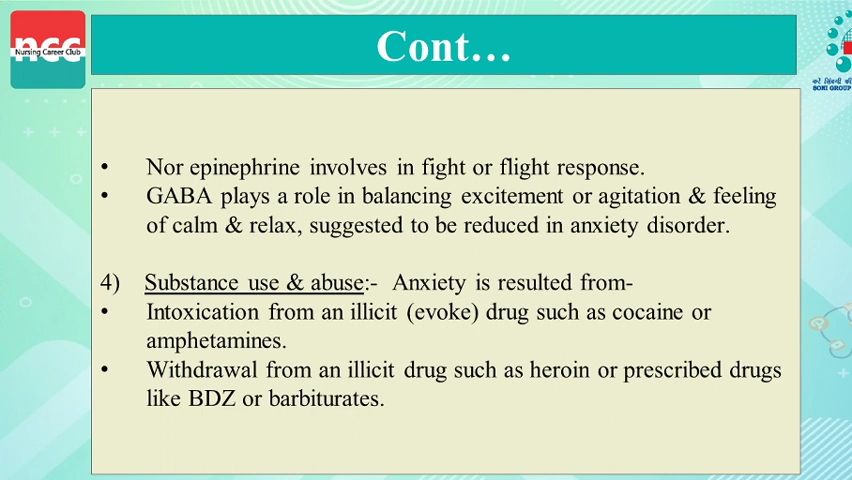 ncc
Nursing Career Club
Cont…
• Nor epinephrine involves in fight or flight response.
• GABA plays a role in balancing excitement or agitation & feeling
of calm & relax, suggested to be reduced in anxiety disorder.
4) Substance use & abuse:- Anxiety is resulted from-
• Intoxication from an illicit (evoke) drug such as cocaine or
amphetamines.
• Withdrawal from an illicit drug such as heroin or prescribed drugs
like BDZ or barbiturates.
SONI GROUP